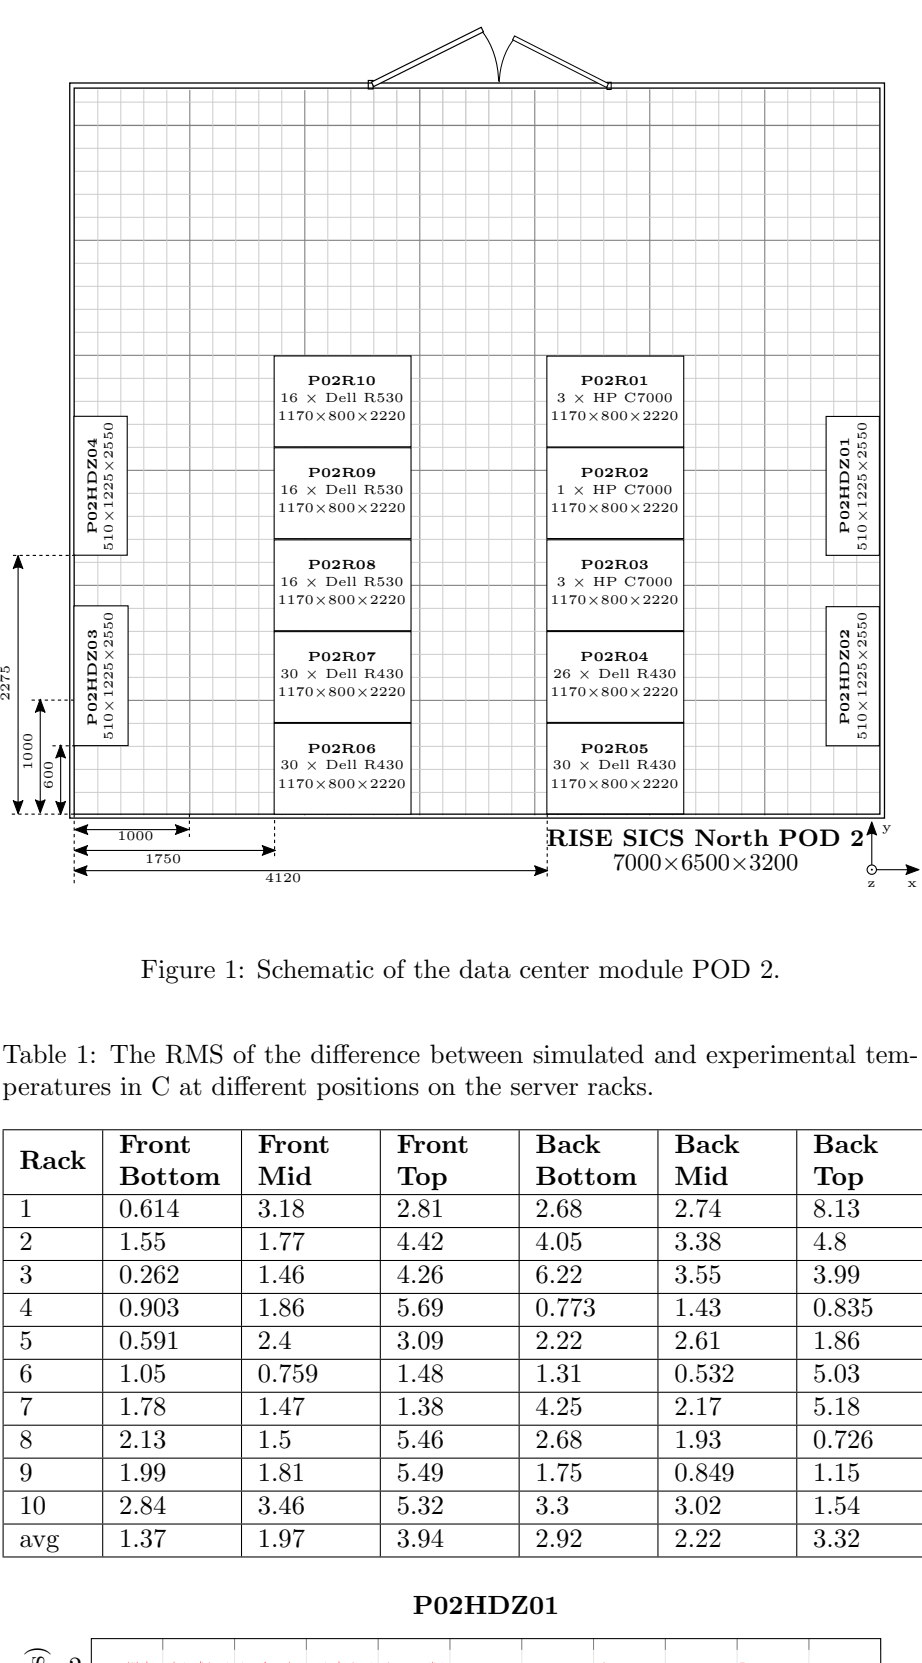 P02R10
16 × Dell R530
1170×800×2220
P02R01
3 × HP C7000
1170×800×2220
P02HDZ04
510×1225×2550
P02R09
16 × Dell R530
1170×800×2220
P02R02
1 × HP C7000
1170×800×2220
P02HDZ01
510×1225×2550
P02R08
16 × Dell R530
1170×800×2220
P02R03
3 × HP C7000
1170×800×2220
P02HDZ03
510×1225×2550
P02R07
30 × Dell R430
1170×800×2220
P02R04
26 × Dell R430
1170×800×2220
P02HDZ02
510×1225×2550
P02R06
30 × Dell R430
1170×800×2220
P02R05
30 × Dell R430
1170×800×2220
2275
1000
600
1000
1750
4120
RISE SICS North POD 2
7000×6500×3200
y
z
x
Figure 1: Schematic of the data center module POD 2.
Table 1: The RMS of the difference between simulated and experimental tem-
peratures in C at different positions on the server racks.
Rack Front Bottom Front Mid Front Top Back Bottom Back Mid Back Top
1 0.614 3.18 2.81 2.68 2.74 8.13
2 1.55 1.77 4.42 4.05 3.38 4.8
3 0.262 1.46 4.26 6.22 3.55 3.99
4 0.903 1.86 5.69 0.773 1.43 0.835
5 0.591 2.4 3.09 2.22 2.61 1.86
6 1.05 0.759 1.48 1.31 0.532 5.03
7 1.78 1.47 1.38 4.25 2.17 5.18
8 2.13 1.5 5.46 2.68 1.93 0.726
9 1.99 1.81 5.49 1.75 0.849 1.15
10 2.84 3.46 5.32 3.3 3.02 1.54
avg 1.37 1.97 3.94 2.92 2.22 3.32
P02HDZ01